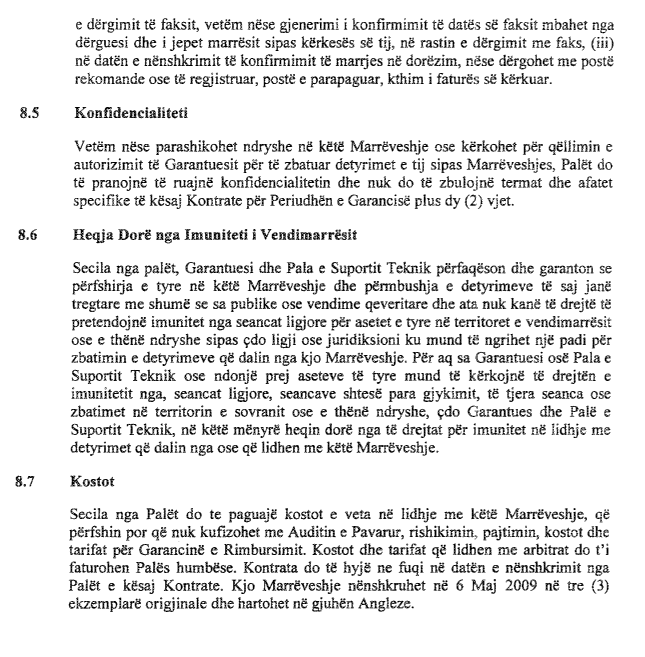 e dërgimit të faksit, vetëm nëse gjenerimi i konfirmimit të datës së faksit mbahet nga
dërguesi dhe i jepet marrësit sipas kërkesës së tij, në rastin e dërgimit me faks, (iii)
në datën e nënshkrimit të konfirmimit të marrjes në dorëzim, nëse dërgohet me postë
rekomande ose të regjistruar, postë e parapaguar, kthim i faturës së kërkuar.
8.5 Konfidencialiteti
Vetëm nëse parashikohet ndryshe në këtë Marrëveshje ose kërkohet për qëllimin e
autorizimit të Garantuesit për të zbatuar detyrimet e tij sipas Marrëveshjes, Palët do
të pranojnë të ruajnë konfidencialitetin dhe nuk do të zbulojnë termat dhe afatet
specifike të kësaj Kontrate për Periudhën e Garancisë plus dy (2) vjet.
8.6 Heqja Dorë nga Imuniteti i Vendimarrësit
Secila nga palët, Garantuesi dhe Pala e Suportit Teknik përfaqëson dhe garanton se
përfshirja e tyre në këtë Marrëveshje dhe përmbushja e detyrimeve të saj janë
tregtare me shumë se sa publike ose vendime qeveritare dhe ata nuk kanë të drejtë të
pretendojnë imunitet nga seancat ligjore për asetet e tyre në territoret e vendimarrësit
ose e thënë ndryshe sipas çdo ligji ose juridiksioni ku mund të ngrihet një padi për
zbatimin e detyrimeve që dalin nga kjo Marrëveshje. Për aq sa Garantuesi osë Pala e
Suportit Teknik ose ndonjë prej aseteve të tyre mund të kërkojnë të drejtën e
imunitetit nga, seancat ligjore, seancave shtesë para gjykimit, të tjera seanca ose
zbatimet në territorin e sovranit ose e thënë ndryshe, çdo Garantues dhe Palë e
Suportit Teknik, në këtë mënyrë heqin dorë nga të drejtat për imunitet në lidhje me
detyrimet që dalin nga ose që lidhen me këtë Marrëveshje.
8.7 Kostot
Secila nga Palët do te paguajë kostot e veta në lidhje me këtë Marrëveshje, që
përfshin por që nuk kufizohet me Auditin e Pavarur, rishikimin, pajtimin, kostot dhe
tarifat për Garancinë e Rimbursimit. Kostot dhe tarifat që lidhen me arbitrat do t'i
faturohen Palës humbëse. Kontrata do të hyjë ne fuqi në datën e nënshkrimit nga
Palët e kësaj Kontrate. Kjo Marrëveshje nënshkruhet në 6 Maj 2009 në tre (3)
ekzemplarë origjinale dhe hartohet në gjuhën Angleze.